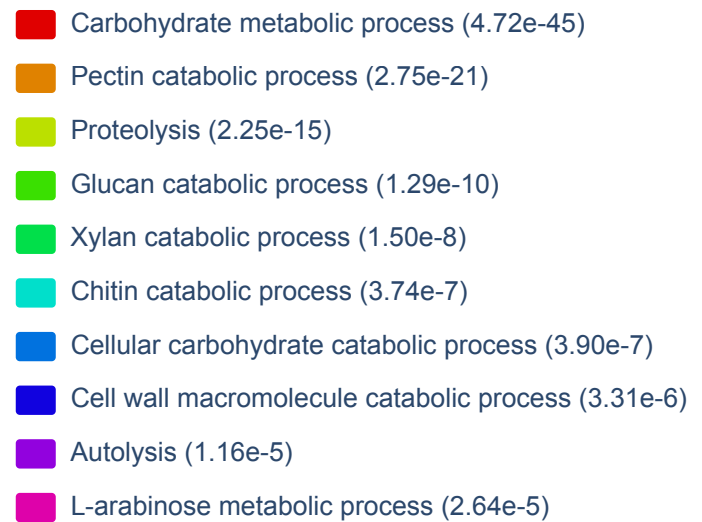 Carbohydrate metabolic process (4.72e-45)
Pectin catabolic process (2.75e-21)
Proteolysis (2.25e-15)
Glucan catabolic process (1.29e-10)
Xylan catabolic process (1.50e-8)
Chitin catabolic process (3.74e-7)
Cellular carbohydrate catabolic process (3.90e-7)
Cell wall macromolecule catabolic process (3.31e-6)
Autolysis (1.16e-5)
L-arabinose metabolic process (2.64e-5)